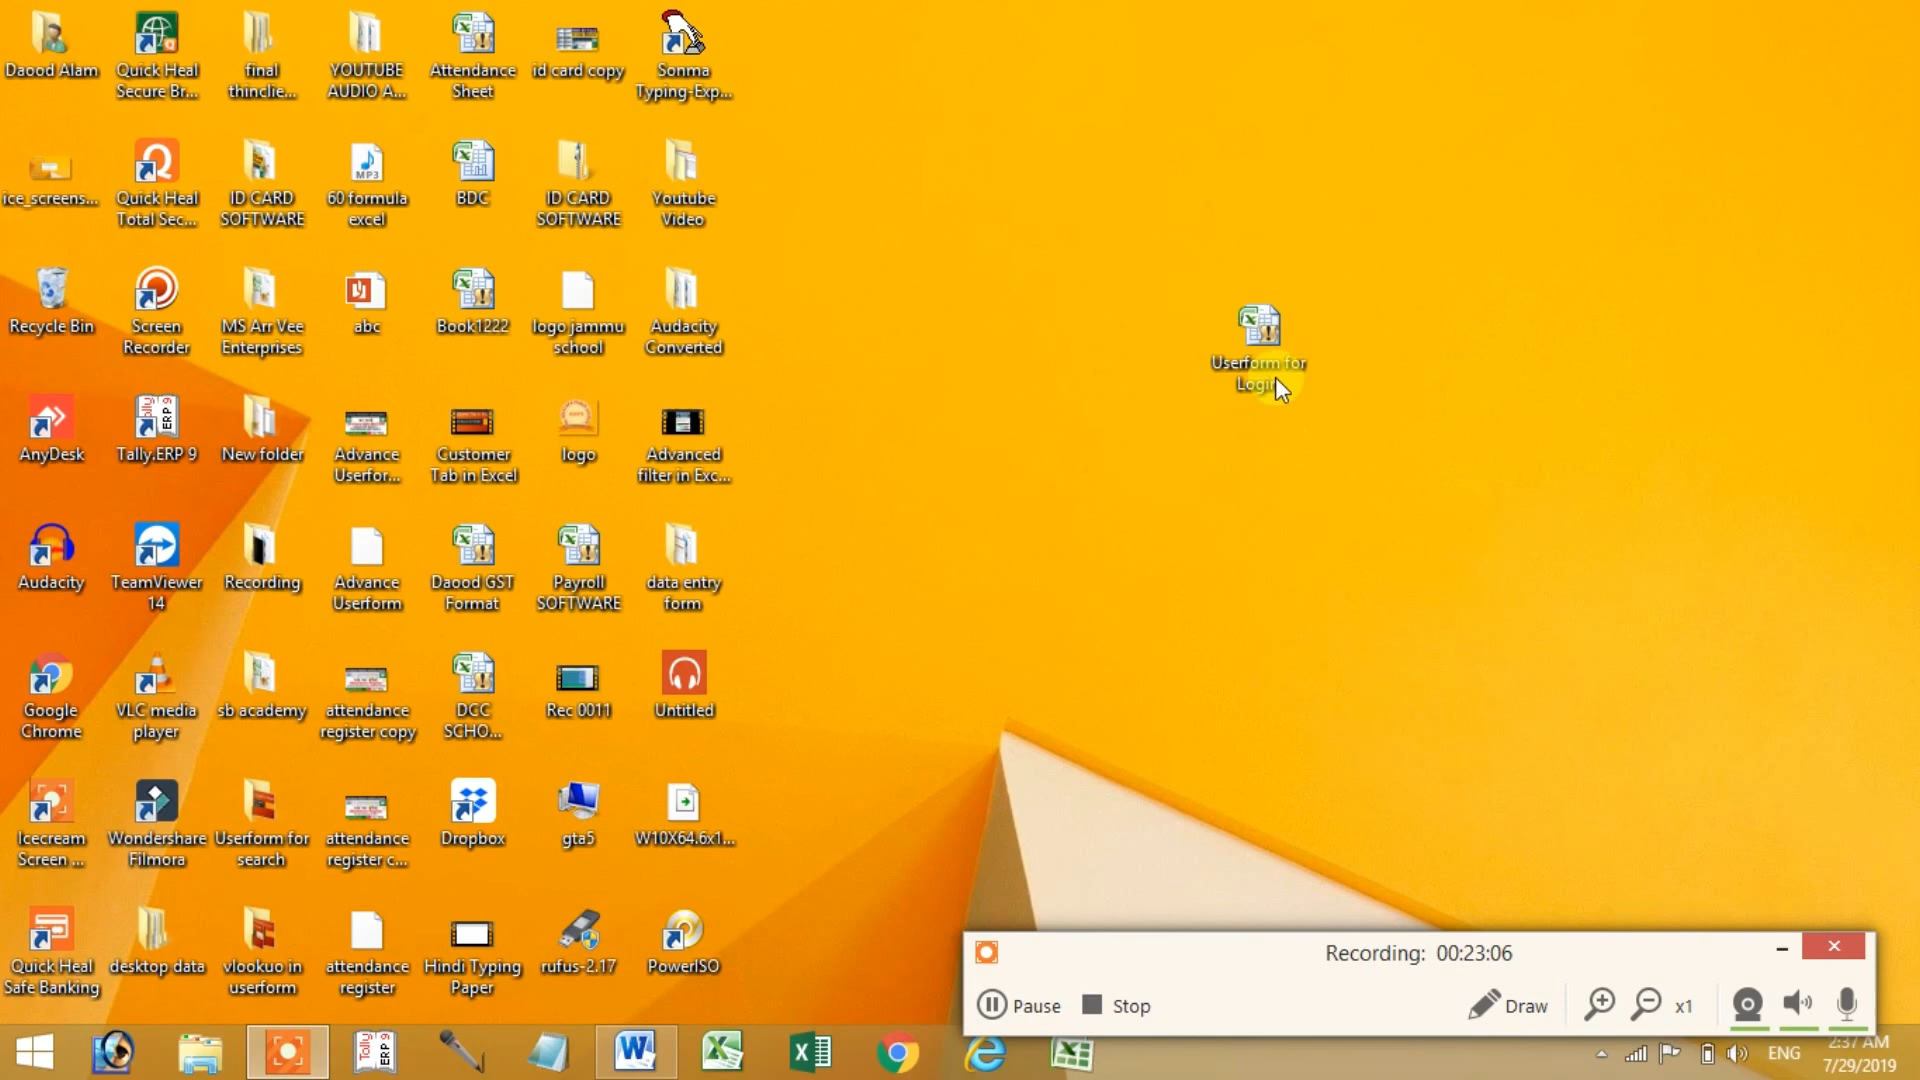 Daood Alam
Quick Heal
Secure Br...
final
thinclie...
YOUTUBE
AUDIO A...
Attendance
Sheet
id card copy
Sonma
Typing-Exp...
ice_screens...
Quick Heal
Total Sec...
ID CARD
SOFTWARE
MP3
60 formula
excel
BDC
ID CARD
SOFTWARE
Youtube
Video
Recycle Bin
Screen
Recorder
MS Arr Vee
Enterprises
abc
Book1222
logo jammu
school
Audacity
Converted
Userform for
Login
AnyDesk
Tally
ERP 9
Tally.ERP 9
New folder
Advance
Userfor...
Customer
Tab in Excel
logo
Advanced
filter in Exc...
Audacity
TeamViewer
14
Recording
Advance
Userform
Daood GST
Format
Payroll
SOFTWARE
data entry
form
Google
Chrome
VLC media
player
sb academy
attendance
register copy
DCC
SCHO...
Rec 0011
Untitled
Icecream
Screen ...
Wondershare
Filmora
Userform for
search
attendance
register c...
Dropbox
gta5
W10X64.6x1...
Quick Heal
Safe Banking
desktop data
vlookuo in
userform
attendance
register
Hindi Typing
Paper
rufus-2.17
PowerISO
Recording: 00:23:06
Pause
Stop
Draw
x1
Tally
ERP 9
ENG
2:37 AM
7/29/2019